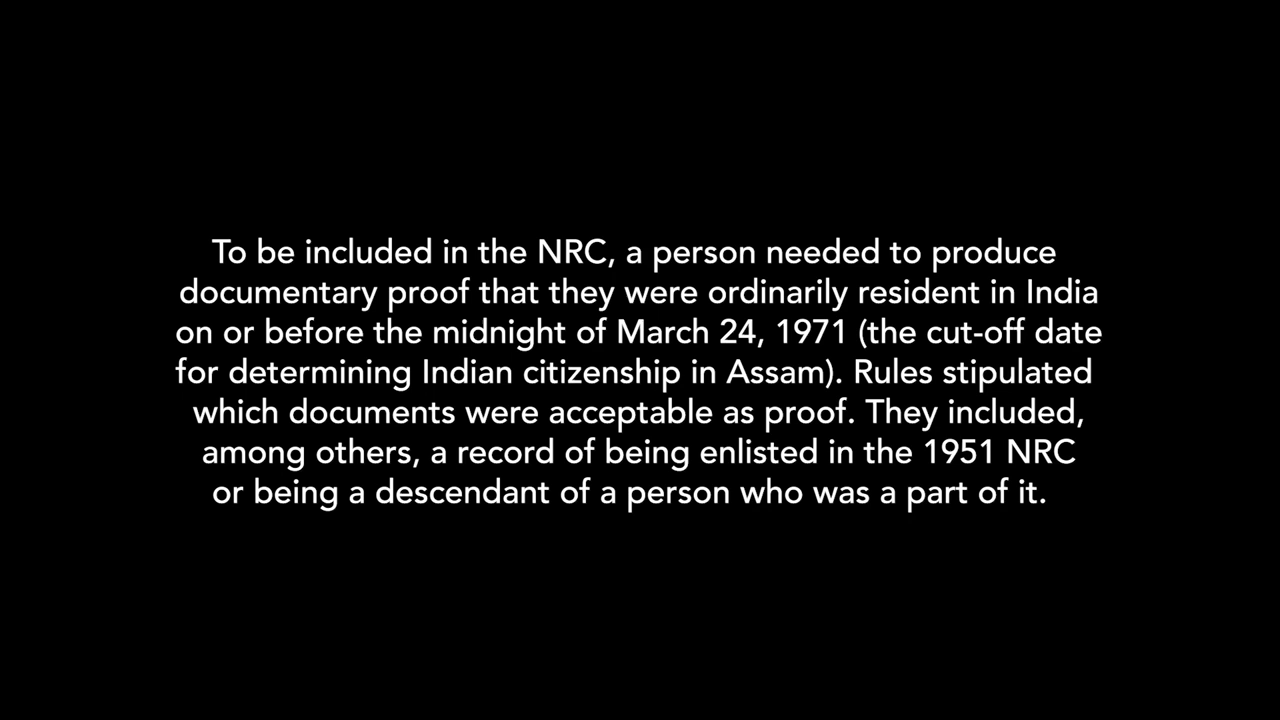 To be included in the NRC, a person needed to produce
documentary proof that they were ordinarily resident in India
on or before the midnight of March 24, 1971 (the cut-off date
for determining Indian citizenship in Assam). Rules stipulated
which documents were acceptable as proof. They included,
among others, a record of being enlisted in the 1951 NRC
or being a descendant of a person who was a part of it.